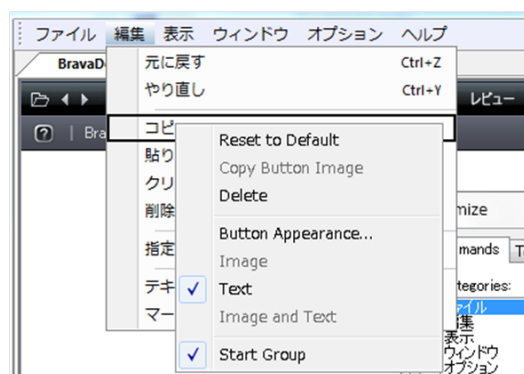 ファイル 編集 表示 ウィンドウ オプション ヘルプ
BravaD
元に戻す Ctrl+Z
やり直し Ctrl+Y
レビュー
コピ
Bra
Reset to Default
貼り
Copy Button Image
クリ
Delete
削除
mize
Button Appearance...
指定
mands
Image
テキ
Text
tegories:
マー
Image and Text
ファイル
編集
表示
Start Group
ウィンドウ
オプション